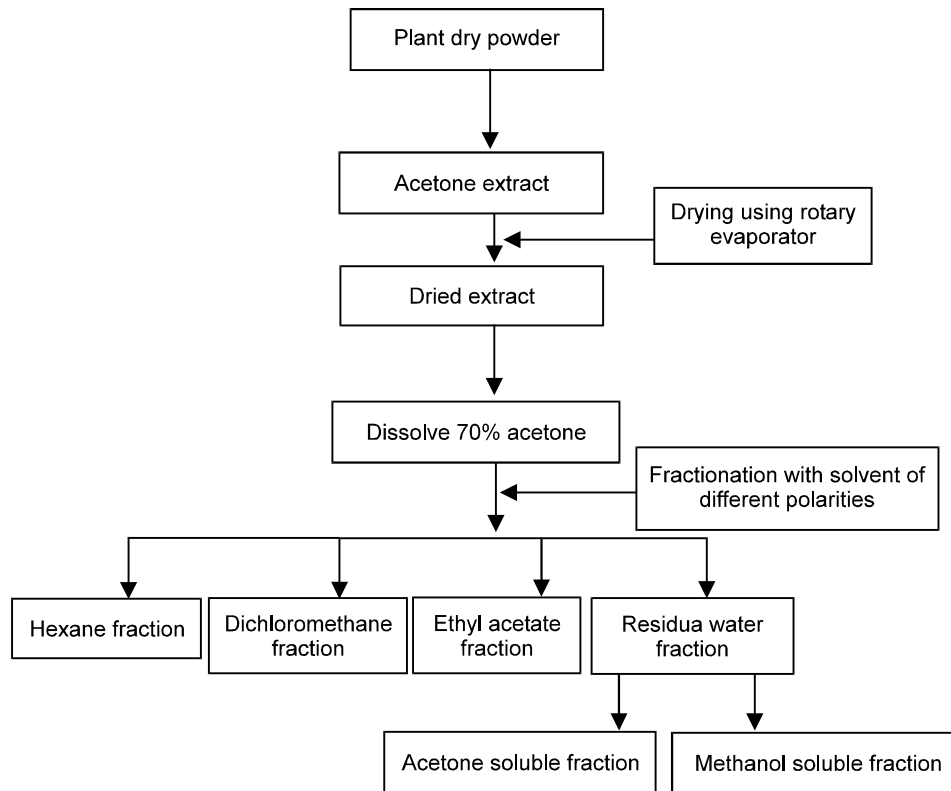 Plant dry powder
Acetone extract
Drying using rotary
evaporator
Dried extract
Dissolve 70% acetone
Fractionation with solvent of
different polarities
Hexane fraction
Dichloromethane
fraction
Ethyl acetate
fraction
Residua water
fraction
Acetone soluble fraction
Methanol soluble fraction